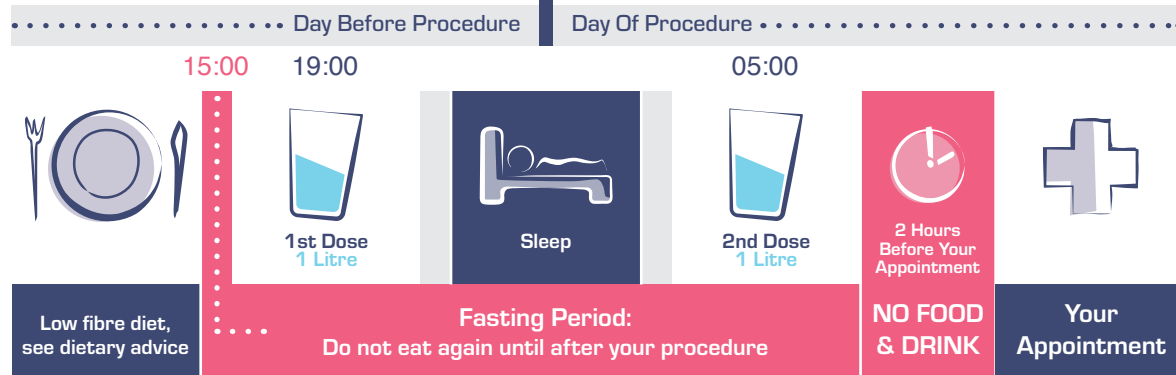 Day Before Procedure
Day Of Procedure
15:00
19:00
05:00
1st Dose
1 Litre
Sleep
2nd Dose
1 Litre
2 Hours
Before Your
Appointment
Low fibre diet,
see dietary advice
Fasting Period:
Do not eat again until after your procedure
NO FOOD
& DRINK
Your
Appointment